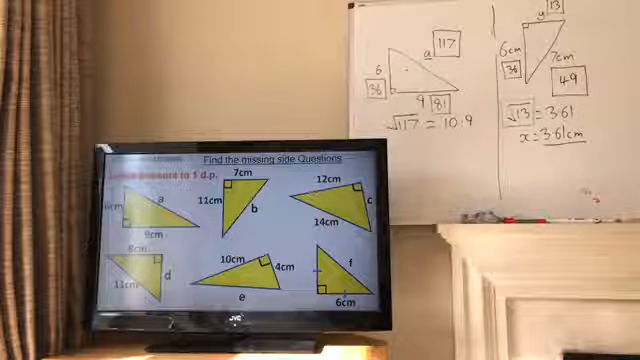 a 117
6
36
9 81
√117 = 10.9
y 13
6cm
36
7cm
49
√13 = 3.61
x = 3.61cm
Find the missing side Questions
to 1 d.p.
a
9cm
7cm
11cm
b
12cm
c
14cm
8cm
d
11cm
10cm
4cm
e
f
6cm
JVC